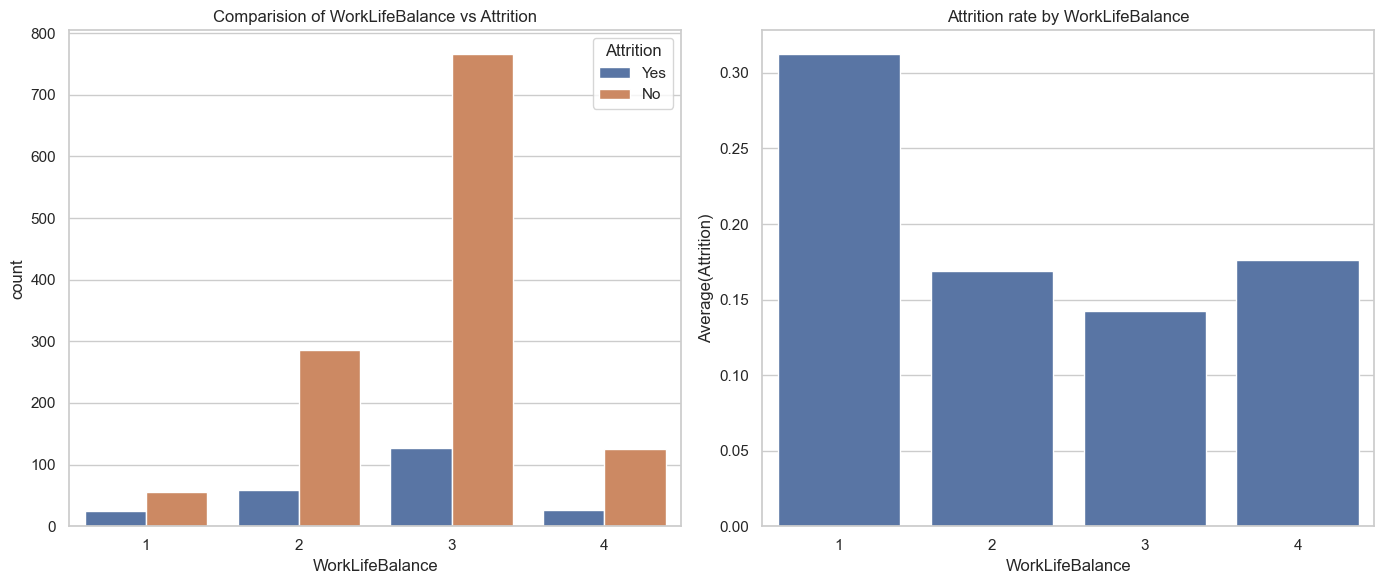 Comparision of WorkLifeBalance vs Attrition
800
700
600
500
400
300
200
100
0
count
Attrition
Yes
No
1 2 3 4
WorkLifeBalance
Attrition rate by WorkLifeBalance
0.30
0.25
0.20
0.15
0.10
0.05
0.00
Average(Attrition)
1 2 3 4
WorkLifeBalance